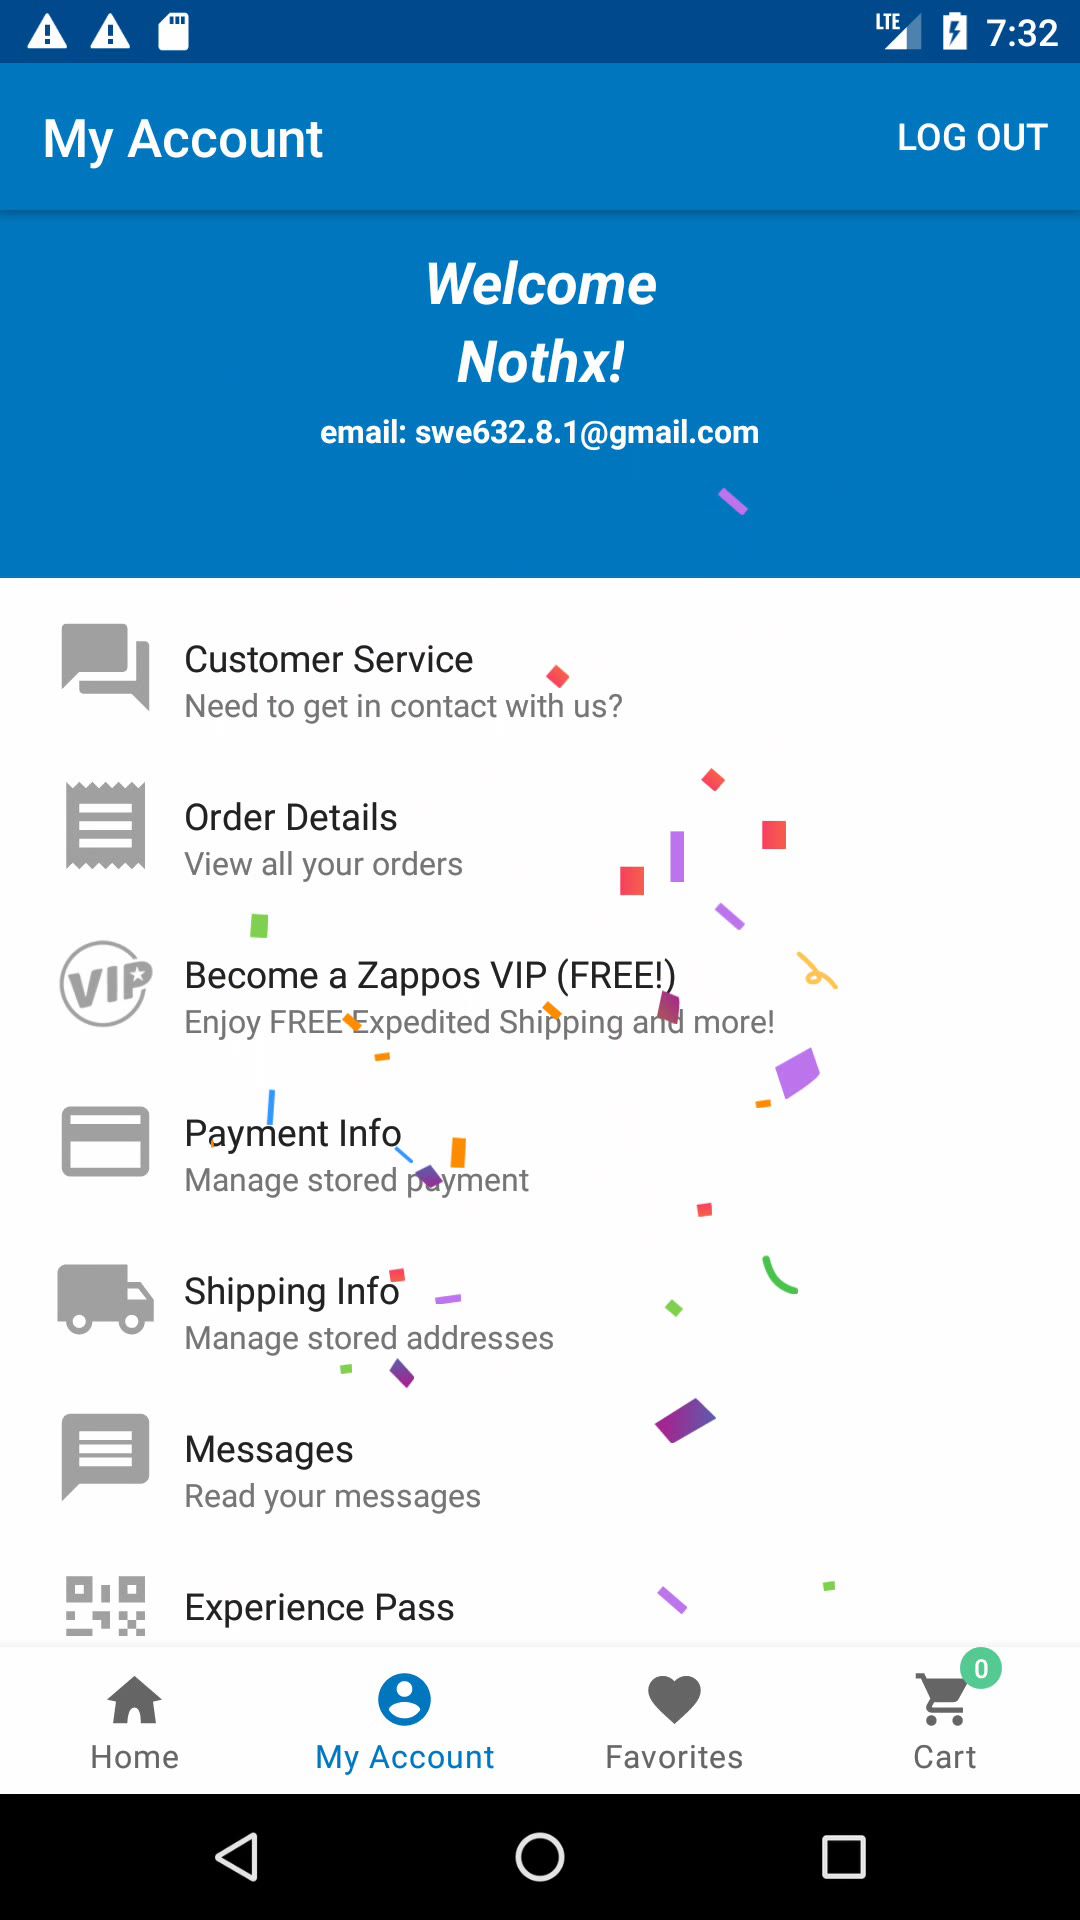 LTE 7:32
My Account LOG OUT
Welcome
Nothx!
email: swe632.8.1@gmail.com
Customer Service
Need to get in contact with us?
Order Details
View all your orders
VIP
Become a Zappos VIP (FREE!)
Enjoy FREE Expedited Shipping and more!
Payment Info
Manage stored payment
Shipping Info
Manage stored addresses
Messages
Read your messages
Experience Pass
0
Home My Account Favorites Cart